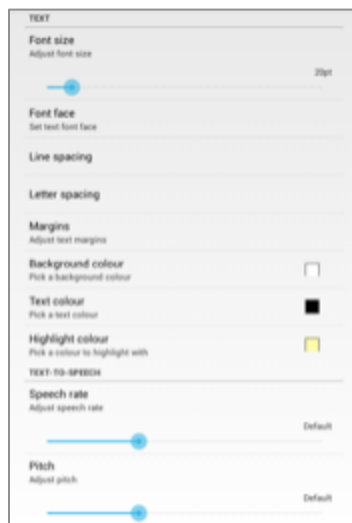 TEXT
Font size
Adjust font size
20pt
Font face
Set text font face
Line spacing
Letter spacing
Margins
Adjust text margins
Background colour
Pick a background colour
Text colour
Pick a text colour
Highlight colour
Pick a colour to highlight with
TEXT-TO-SPEECH
Speech rate
Adjust speech rate
Default
Pitch
Adjust pitch
Default